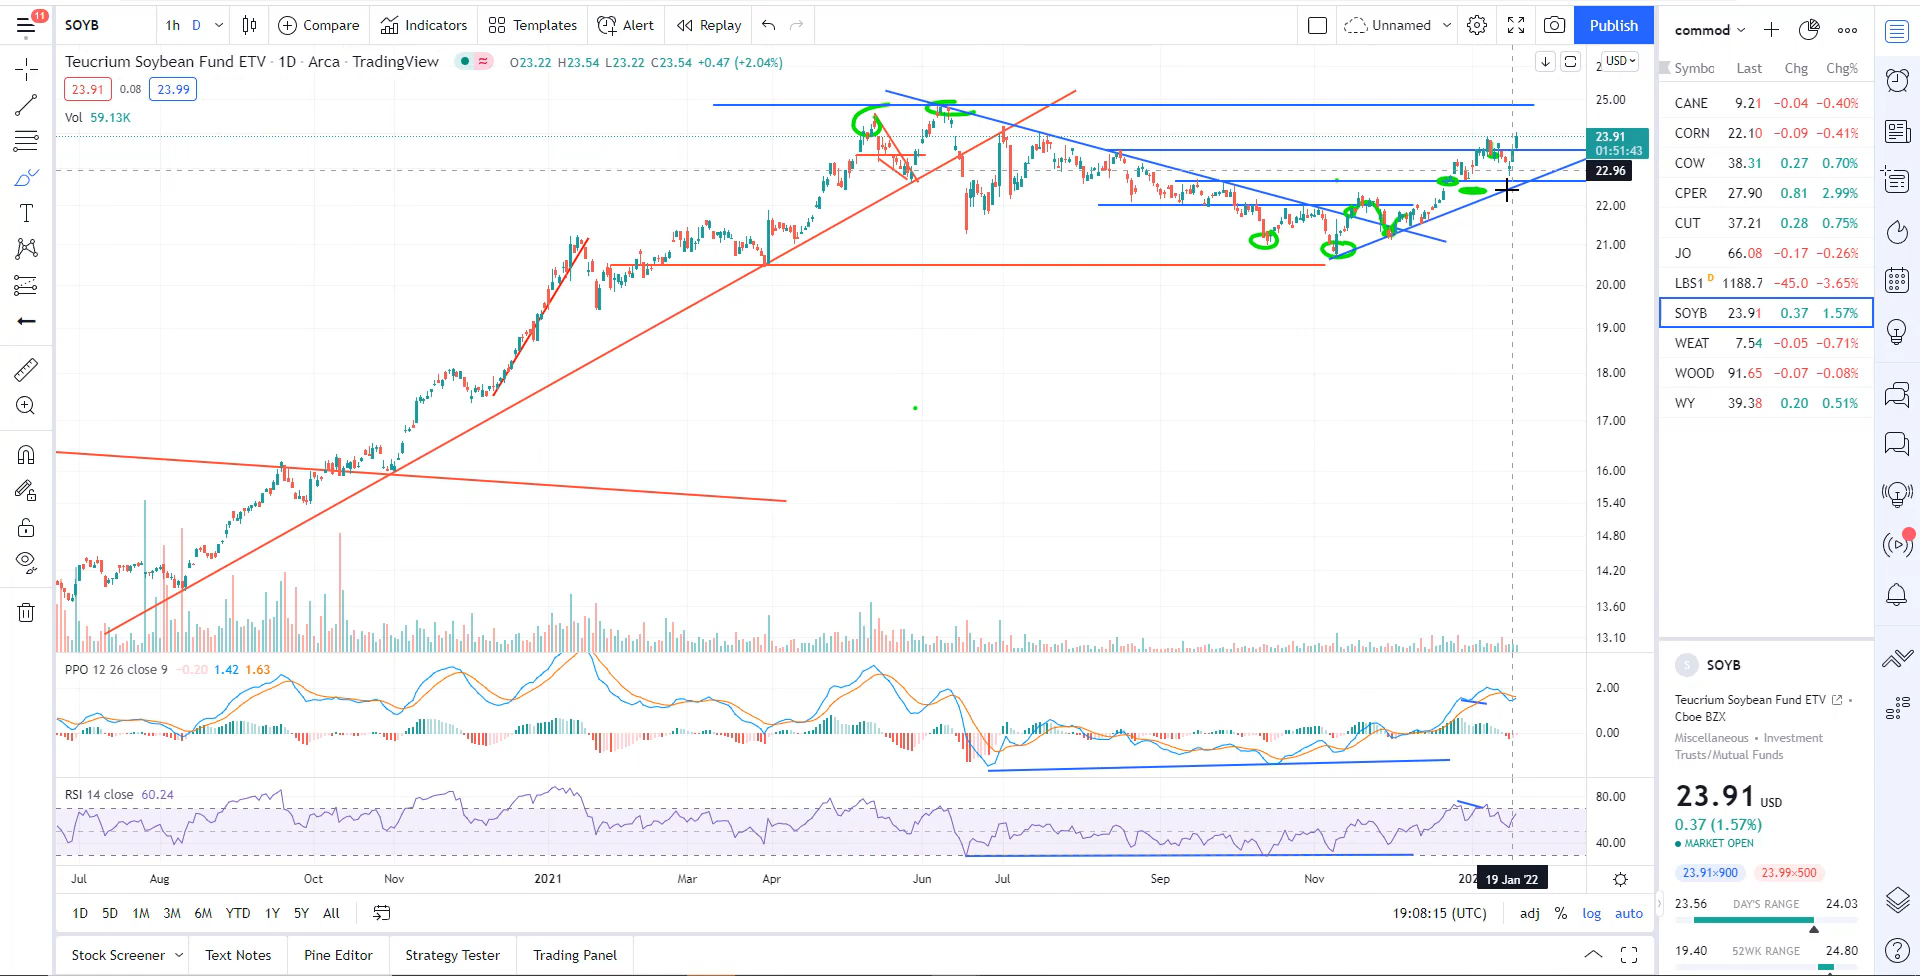 11
SOYB
1h D
Compare
Indicators
Templates
Alert
Replay
Unnamed
Publish
Teucrium Soybean Fund ETV · 1D · Arca · TradingView
O23.22 H23.54 L23.22 C23.54 +0.47 (+2.04%)
23.91 0.08 23.99
Vol 59.13K
USD
25.00
23.91
01:51:43
22.96
22.00
21.00
20.00
19.00
18.00
17.00
16.00
15.40
14.80
14.20
13.60
13.10
PPO 12 26 close 9 −0.20 1.42 1.63
2.00
0.00
RSI 14 close 60.24
80.00
40.00
Jul Aug Oct Nov 2021 Mar Apr Jun Jul Sep Nov 19 Jan '22
1D 5D 1M 3M 6M YTD 1Y 5Y All
19:08:15 (UTC) adj % log auto
Stock Screener Text Notes Pine Editor Strategy Tester Trading Panel
commod
Symbo Last Chg Chg%
CANE 9.21 −0.04 −0.40%
CORN 22.10 −0.09 −0.41%
COW 38.31 0.27 0.70%
CPER 27.90 0.81 2.99%
CUT 37.21 0.28 0.75%
JO 66.08 −0.17 −0.26%
LBS1 D 1188.7 −45.0 −3.65%
SOYB 23.91 0.37 1.57%
WEAT 7.54 −0.05 −0.71%
WOOD 91.65 −0.07 −0.08%
WY 39.38 0.20 0.51%
S SOYB
Teucrium Soybean Fund ETV •
Cboe BZX
Miscellaneous • Investment
Trusts/Mutual Funds
23.91 USD
0.37 (1.57%)
MARKET OPEN
23.91×900 23.99×500
23.56 DAY'S RANGE 24.03
19.40 52WK RANGE 24.80